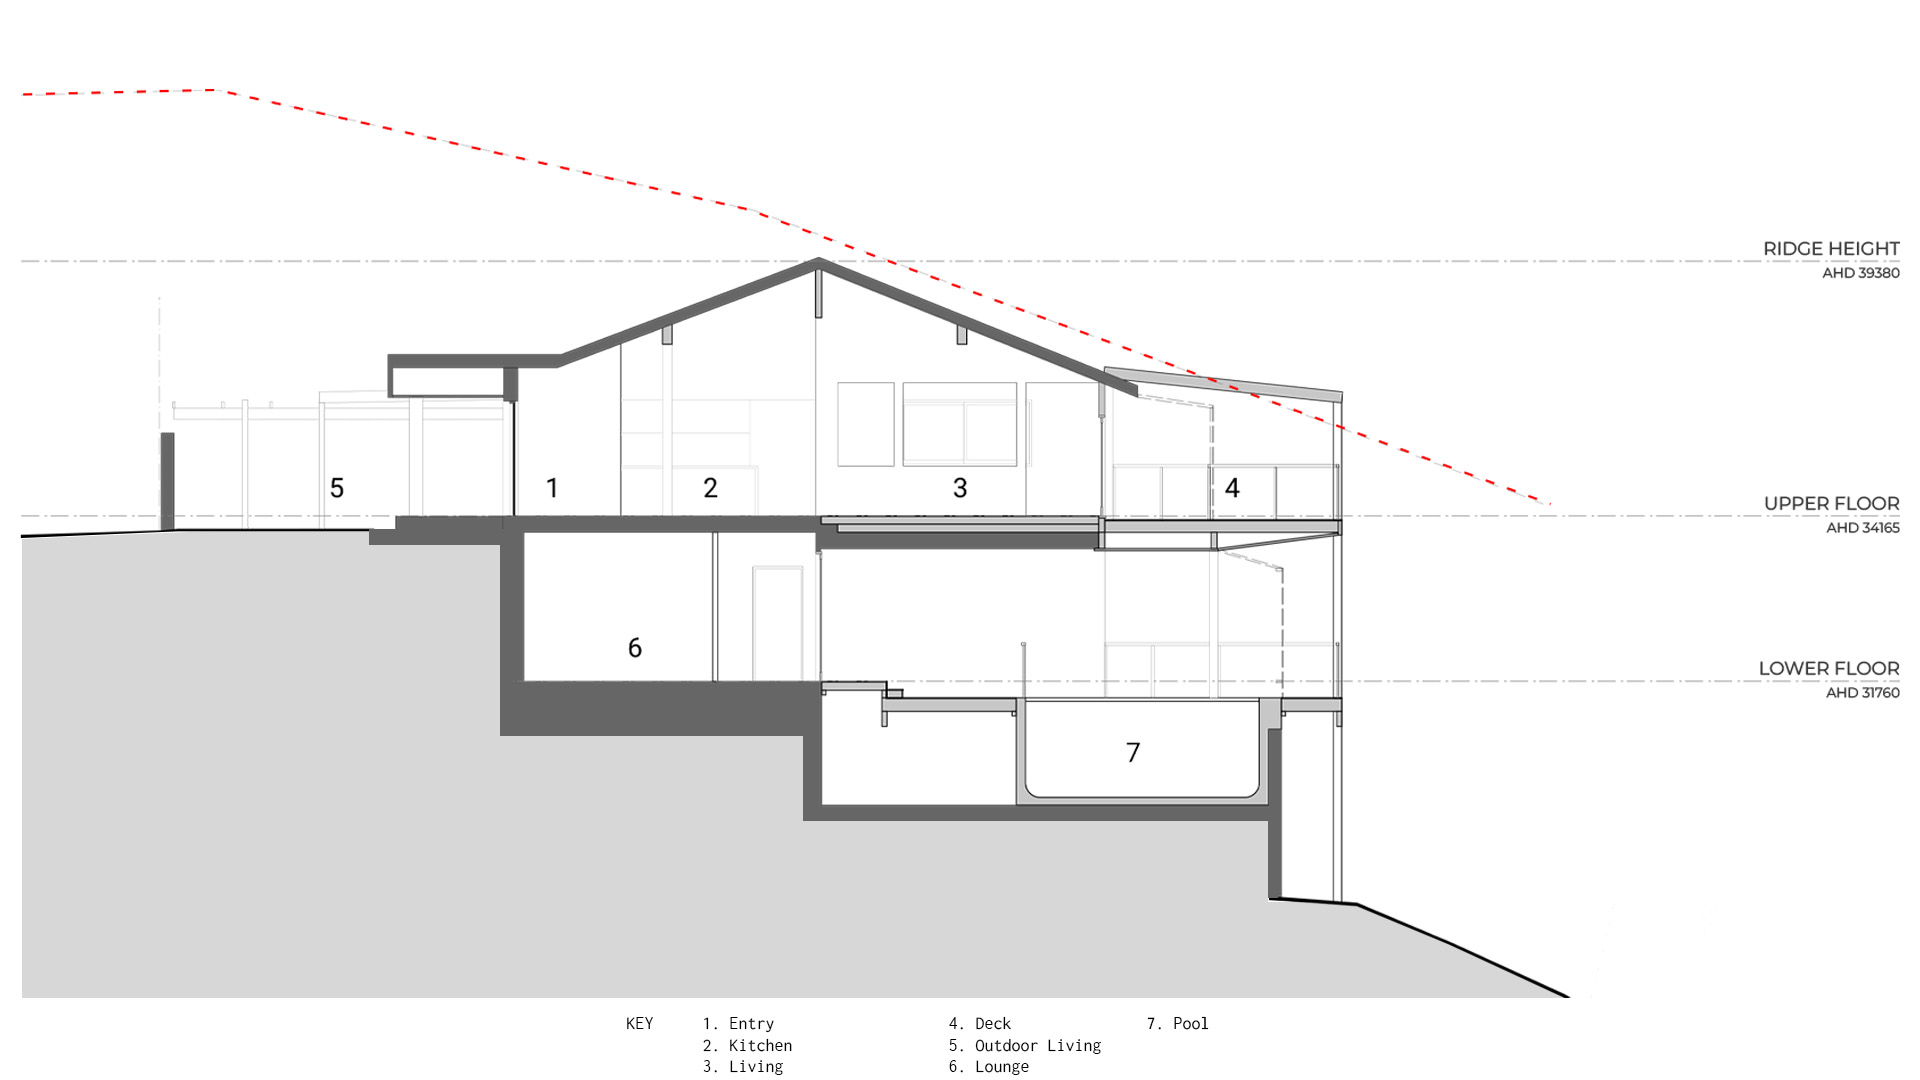 RIDGE HEIGHT
AHD 39380
5
1
2
3
4
UPPER FLOOR
AHD 34165
6
LOWER FLOOR
AHD 31760
7
KEY
1. Entry
2. Kitchen
3. Living
4. Deck
5. Outdoor Living
6. Lounge
7. Pool